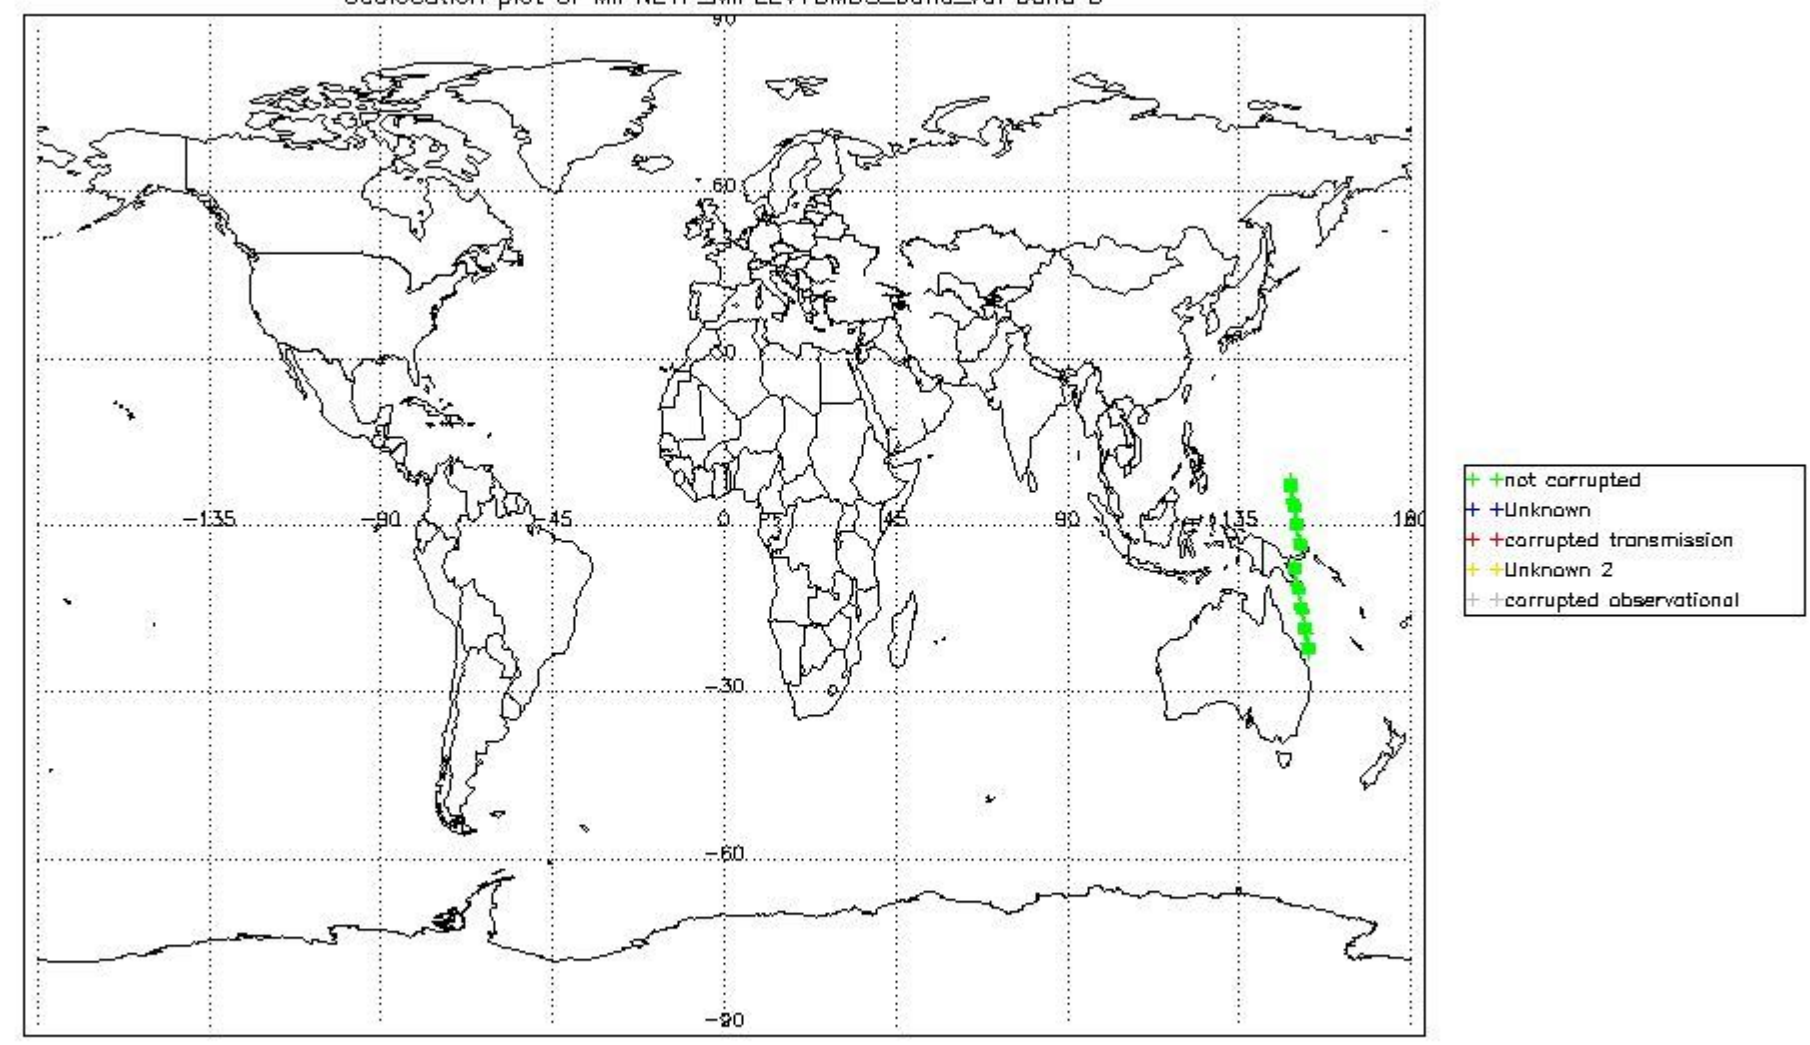 90
60
30
-135 -90 -45 0 45 90 135 180
-30
-60
-90
not corrupted
Unknown
corrupted transmission
Unknown 2
corrupted observational